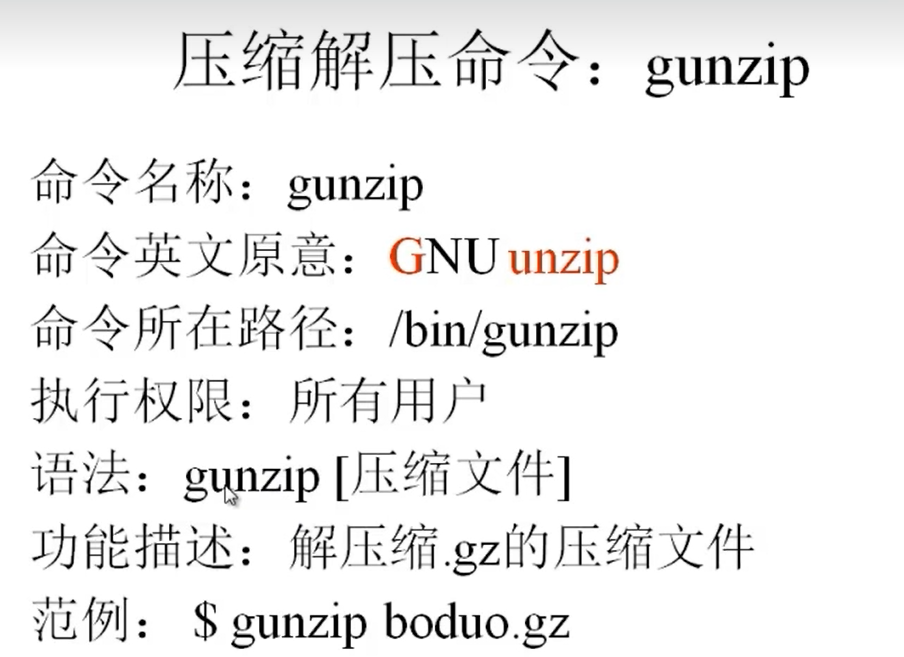 压缩解压命令：gunzip
命令名称：gunzip
命令英文原意：GNU unzip
命令所在路径：/bin/gunzip
执行权限：所有用户
语法：gunzip [压缩文件]
功能描述：解压缩.gz的压缩文件
范例： $ gunzip boduo.gz